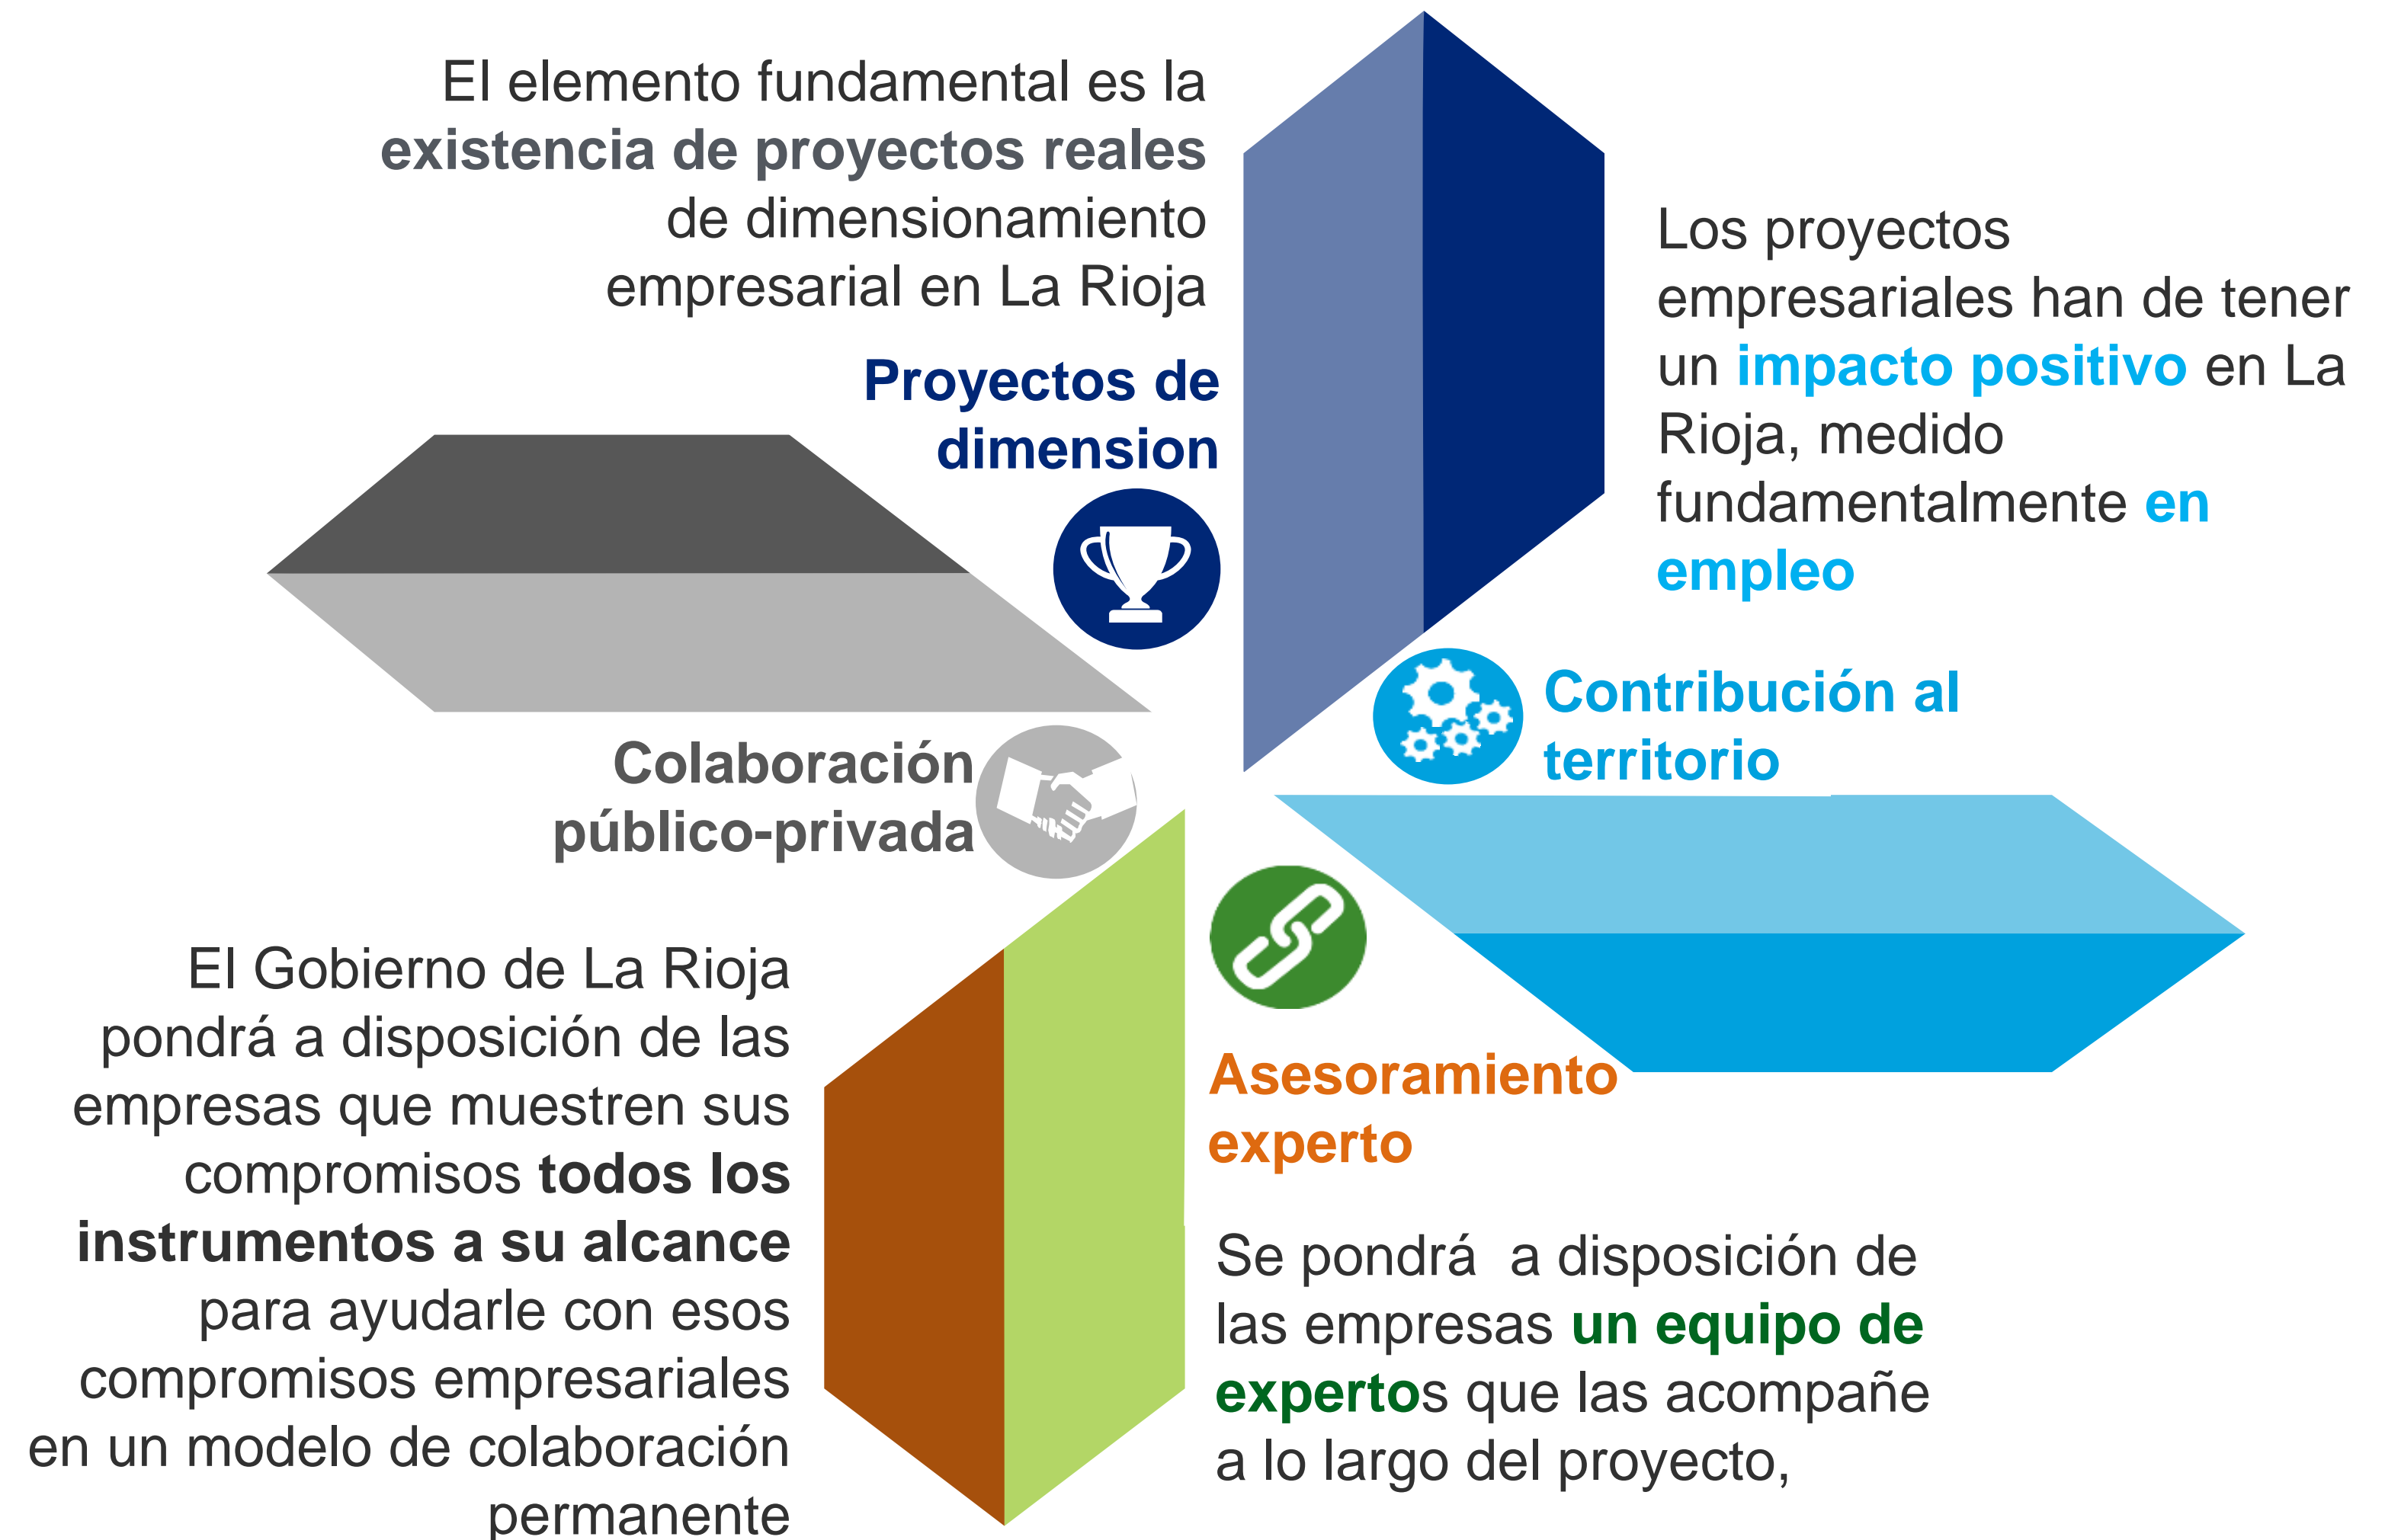 El elemento fundamental es la
existencia de proyectos reales
de dimensionamiento
empresarial en La Rioja
Proyectos de
dimension
Los proyectos
empresariales han de tener
un impacto positivo en La
Rioja, medido
fundamentalmente en
empleo
Contribución al
territorio
Colaboración
público-privada
El Gobierno de La Rioja
pondrá a disposición de las
empresas que muestren sus
compromisos todos los
instrumentos a su alcance
para ayudarle con esos
compromisos empresariales
en un modelo de colaboración
permanente
Asesoramiento
experto
Se pondrá  a disposición de
las empresas un equipo de
expertos que las acompañe
a lo largo del proyecto,